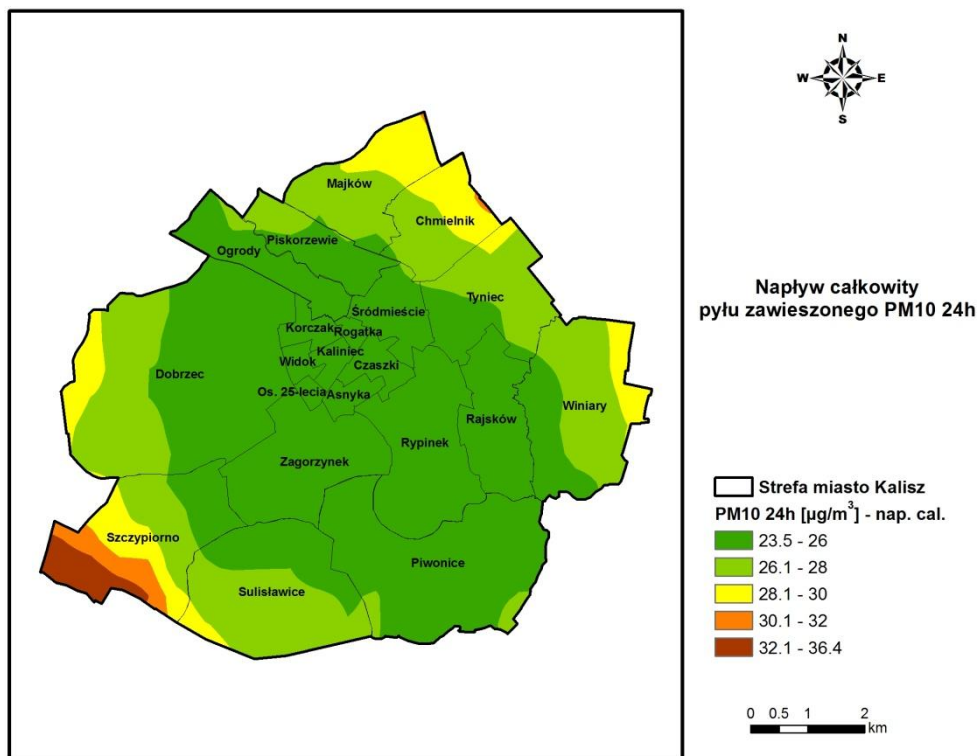 N
W E
S
Napływ całkowity
pyłu zawieszonego PM10 24h
Majków
Chmielnik
Piskorzewie
Ogrody
Tyniec
Śródmieście
Korczak
Rogatka
Kaliniec
Widok
Czaszki
Dobrzec
Os. 25-lecia
Asnyka
Winiary
Rajsków
Rypinek
Zagorzynek
Szczypiorno
Piwonice
Sulisławice
Strefa miasto Kalisz
PM10 24h [µg/m³] - nap. cal.
23.5 - 26
26.1 - 28
28.1 - 30
30.1 - 32
32.1 - 36.4
0 0.5 1 2
km